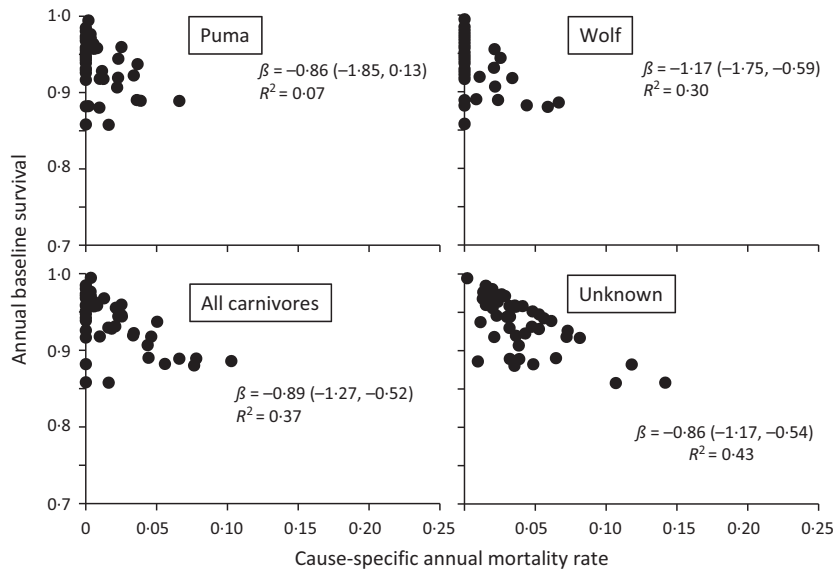 Puma
β = –0·86 (–1·85, 0·13)
R² = 0·07
Wolf
β = –1·17 (–1·75, –0·59)
R² = 0·30
1·0
0·9
0·8
0·7
Annual baseline survival
All carnivores
β = –0·89 (–1·27, –0·52)
R² = 0·37
Unknown
β = –0·86 (–1·17, –0·54)
R² = 0·43
1·0
0·9
0·8
0·7
0 0·05 0·10 0·15 0·20 0·25
0·05 0·10 0·15 0·20 0·25
Cause-specific annual mortality rate